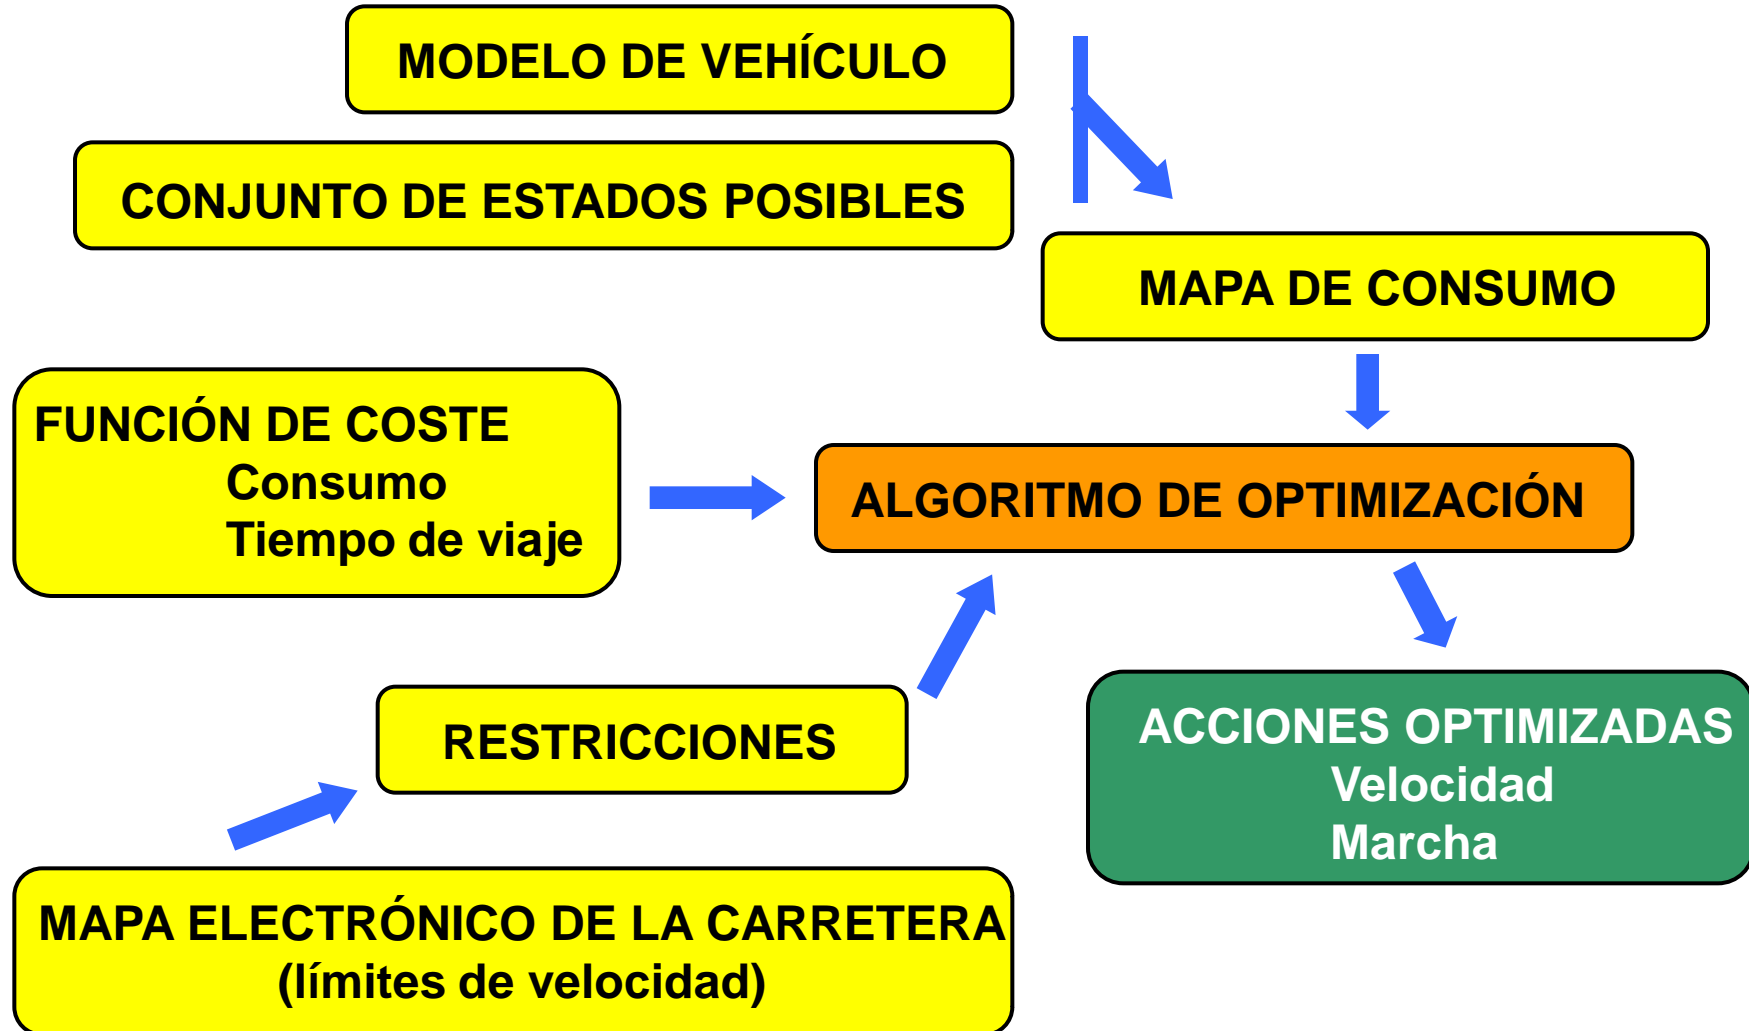 MODELO DE VEHÍCULO
CONJUNTO DE ESTADOS POSIBLES
MAPA DE CONSUMO
FUNCIÓN DE COSTE
Consumo
Tiempo de viaje
ALGORITMO DE OPTIMIZACIÓN
RESTRICCIONES
ACCIONES OPTIMIZADAS
Velocidad
Marcha
MAPA ELECTRÓNICO DE LA CARRETERA
(límites de velocidad)